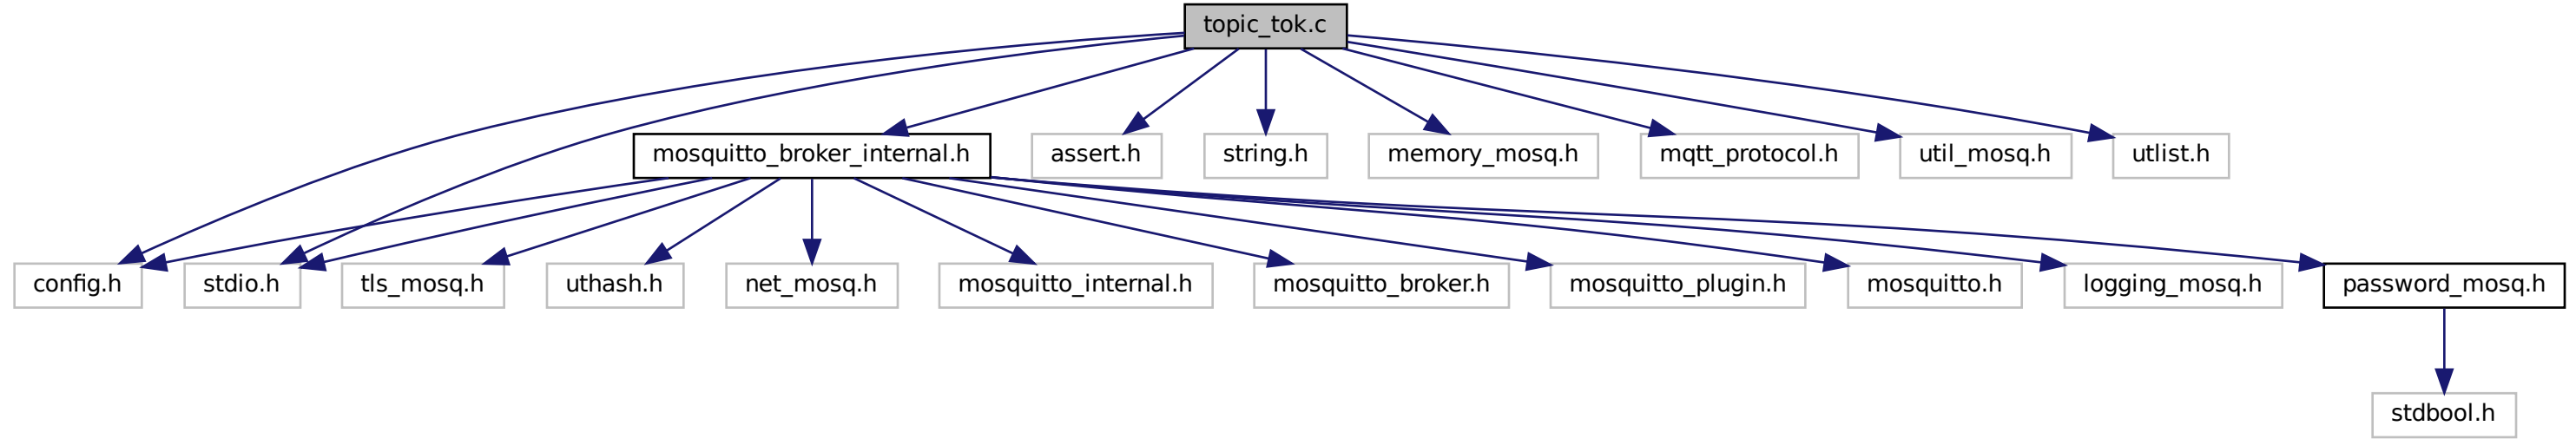 topic_tok.c
mosquitto_broker_internal.h
assert.h
string.h
memory_mosq.h
mqtt_protocol.h
util_mosq.h
utlist.h
config.h
stdio.h
tls_mosq.h
uthash.h
net_mosq.h
mosquitto_internal.h
mosquitto_broker.h
mosquitto_plugin.h
mosquitto.h
logging_mosq.h
password_mosq.h
stdbool.h